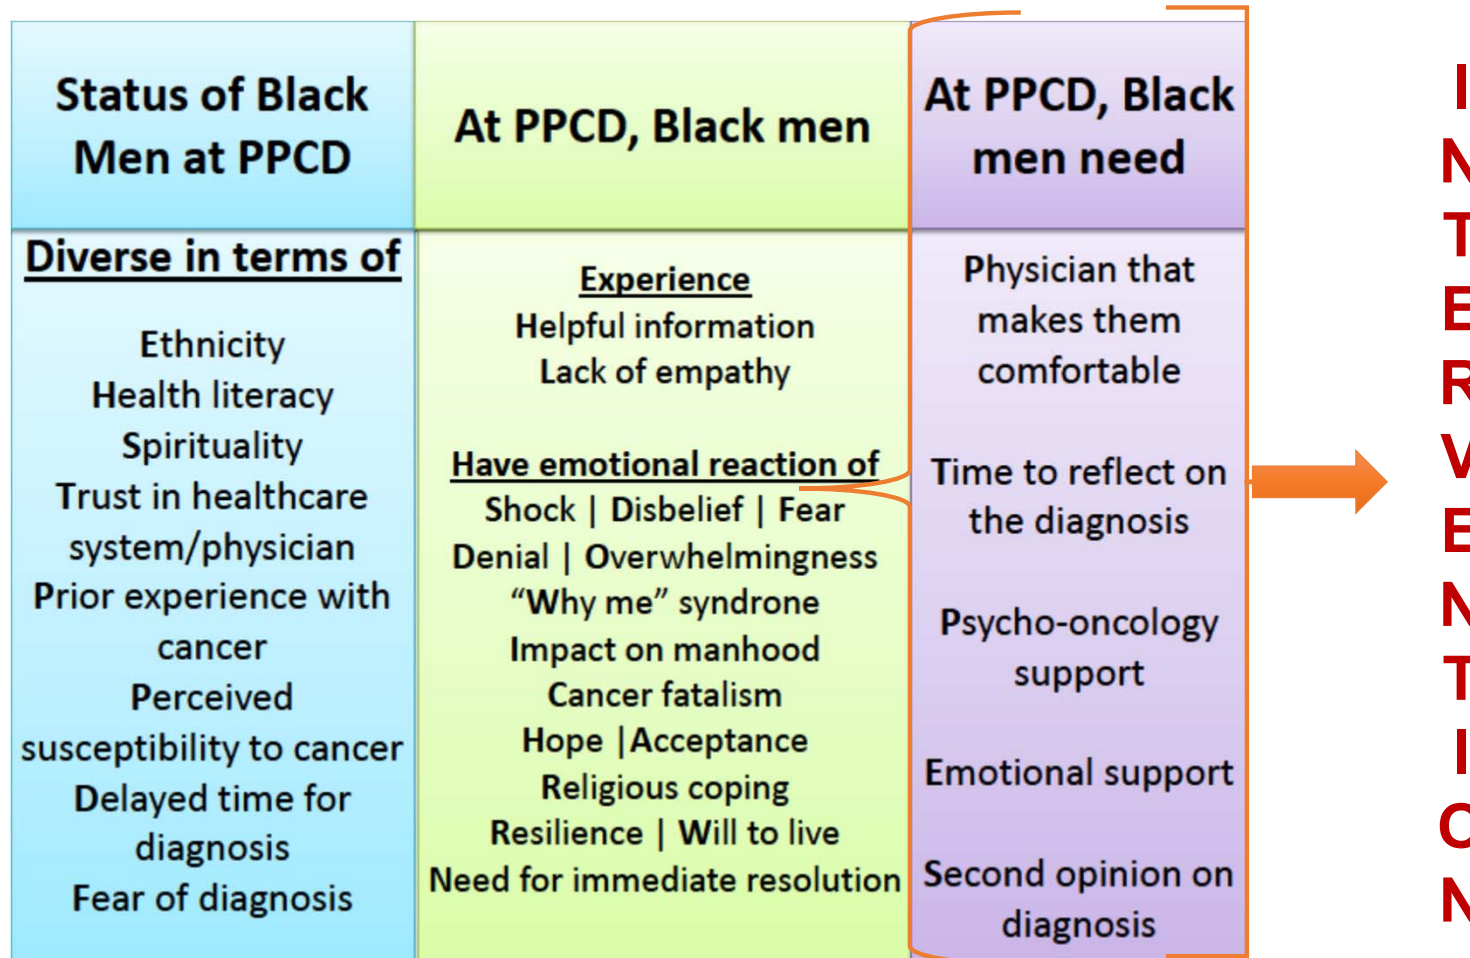 Status of Black
Men at PPCD
Diverse in terms of
Ethnicity
Health literacy
Spirituality
Trust in healthcare
system/physician
Prior experience with
cancer
Perceived
susceptibility to cancer
Delayed time for
diagnosis
Fear of diagnosis
At PPCD, Black men
Experience
Helpful information
Lack of empathy
Have emotional reaction of
Shock | Disbelief | Fear
Denial | Overwhelmingness
“Why me” syndrone
Impact on manhood
Cancer fatalism
Hope |Acceptance
Religious coping
Resilience | Will to live
Need for immediate resolution
At PPCD, Black
men need
Physician that
makes them
comfortable
Time to reflect on
the diagnosis
Psycho-oncology
support
Emotional support
Second opinion on
diagnosis
I
N
T
E
R
V
E
N
T
I
O
N